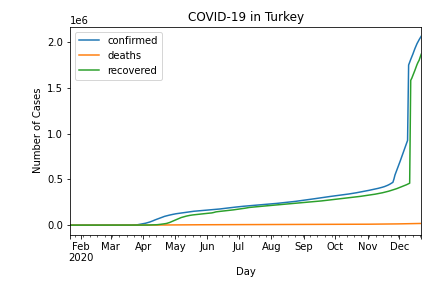 COVID-19 in Turkey
1e6
confirmed
deaths
recovered
2.0
1.5
1.0
0.5
0.0
Number of Cases
Feb Mar Apr May Jun Jul Aug Sep Oct Nov Dec
2020
Day